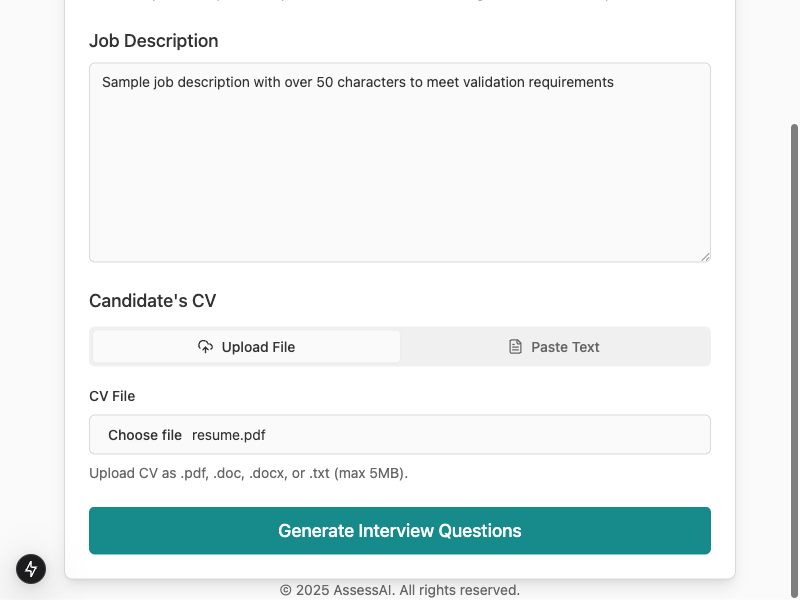 Job Description
Sample job description with over 50 characters to meet validation requirements
Candidate's CV
Upload File
Paste Text
CV File
Choose file resume.pdf
Upload CV as .pdf, .doc, .docx, or .txt (max 5MB).
Generate Interview Questions
© 2025 AssessAI. All rights reserved.